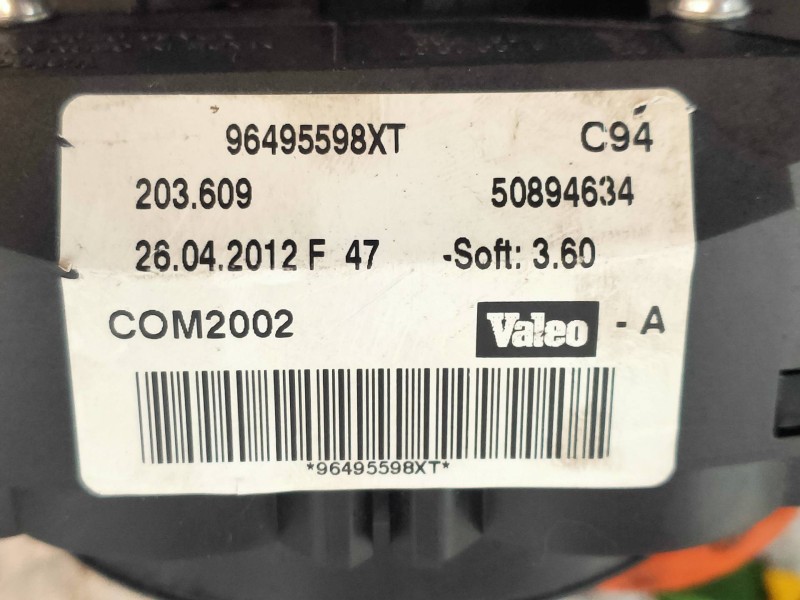 96495598XT C94
203.609 50894634
26.04.2012 F 47 -Soft: 3.60
COM2002 Valeo - A
*96495598XT*